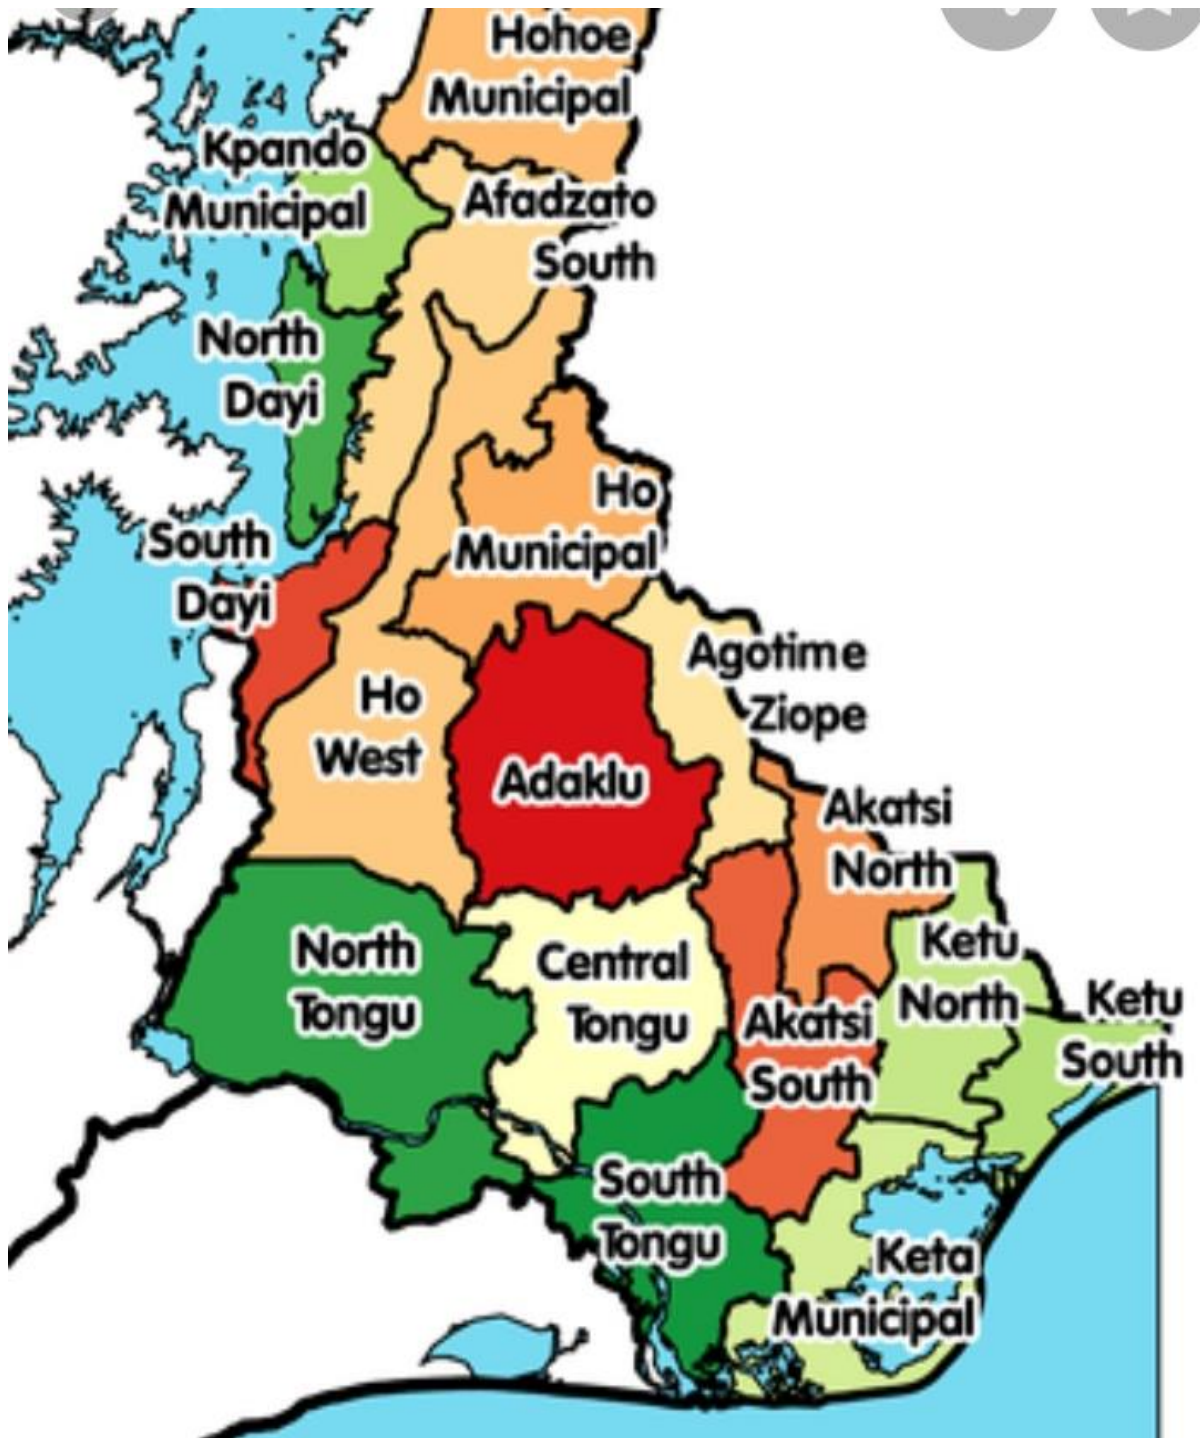 Hohoe
Municipal
Kpando
Municipal
Afadzato
South
North
Dayi
Ho
Municipal
South
Dayi
Agotime
Ziope
Ho
West
Adaklu
Akatsi
North
North
Tongu
Central
Tongu
Ketu
North
Ketu
South
Akatsi
South
South
Tongu
Keta
Municipal